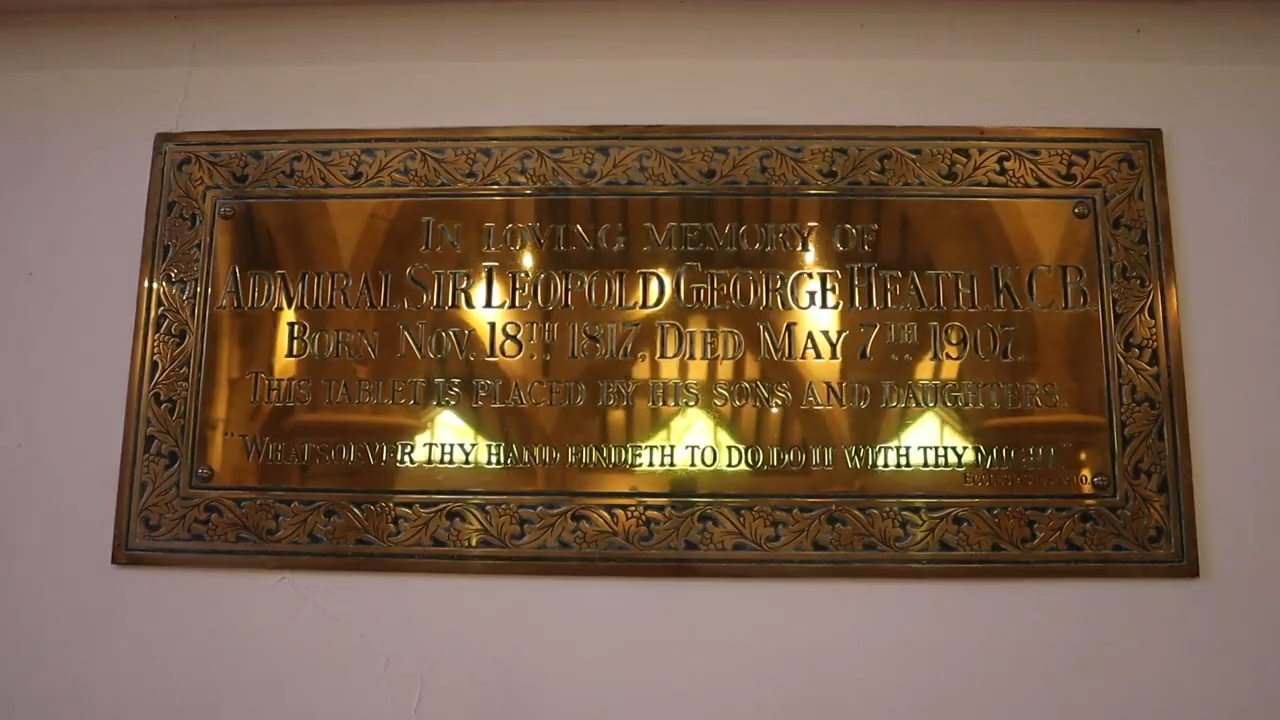 IN LOVING MEMORY OF
ADMIRAL SIR LEOPOLD GEORGE HEATH. K.C.B.
BORN NOV. 18TH 1817. DIED MAY 7TH 1907.
THIS TABLET IS PLACED BY HIS SONS AND DAUGHTERS.
"WHATSOEVER THY HAND FINDETH TO DO, DO IT WITH THY MIGHT."